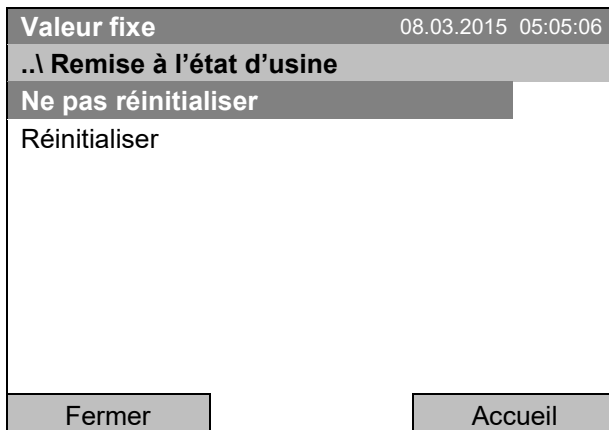 Valeur fixe 08.03.2015 05:05:06
..\ Remise à l’état d’usine
Ne pas réinitialiser
Réinitialiser
Fermer Accueil